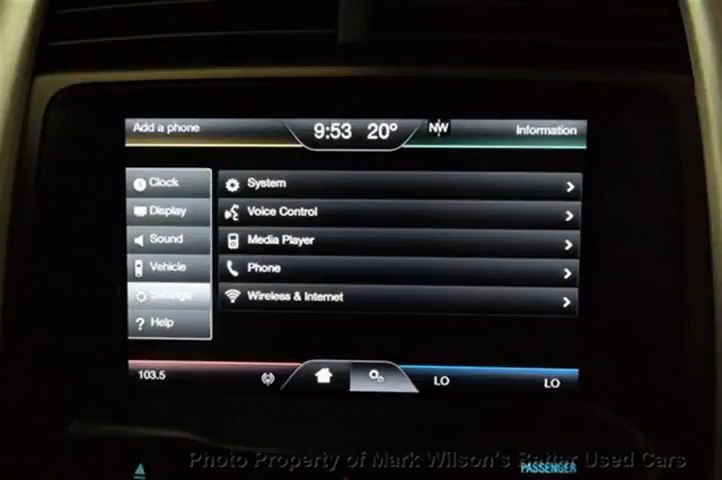 Add a phone
9:53 20° NW
Information
Clock
Display
Sound
Vehicle
Settings
Help
System
Voice Control
Media Player
Phone
Wireless & Internet
103.5
LO
LO
Photo Property of Mark Wilson's Better Used Cars
PASSENGER